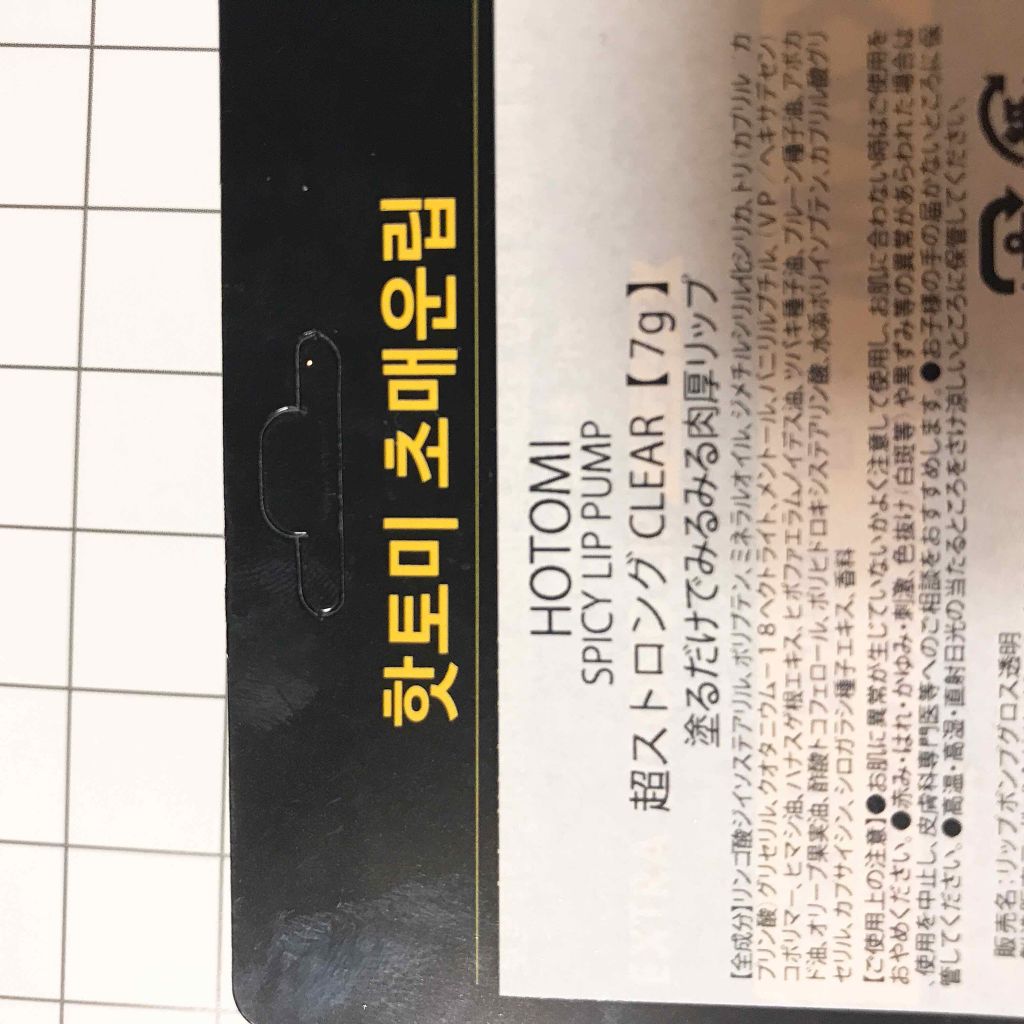 핫토미 초매운립
HOTOMI
SPICY LIP PUMP
超ストロング CLEAR【7g】
塗るだけでみるみる肉厚リップ
EXTRA
【全成分】リンゴ酸ジイソステアリル、ポリブテン、ミネラルオイル、ジメチルシリル化シリカ、トリ（カプリル カ
プリン酸）グリセリル、クオタニウム－１８ヘクトライト、メントール、バニリルブチル、（ＶＰ／ヘキサデセン）
コポリマー、ヒマシ油、ハナスゲ根エキス、ヒポファエラムノイデス油、ツバキ種子油、プルーン種子油、アボカ
ド油、オリーブ果実油、酢酸トコフェロール、ポリヒドロキシステアリン酸、水添ポリイソブテン、カプリル酸グリ
セリル、カプサイシン、シロガラシ種子エキス、香料
【ご使用上の注意】●お肌に異常が生じていないかよく注意して使用し、お肌に合わない時はご使用を
おやめください。●赤み・はれ・かゆみ・刺激、色抜け（白斑等）や黒ずみ等の異常があらわれた場合は
、使用を中止し、皮膚科専門医等へのご相談をおすすめします。●お子様の手の届かないところに保
管してください。●高温・高湿・直射日光の当たるところをさけ涼しいところに保管してください。
販売名：リップポンプグロス透明